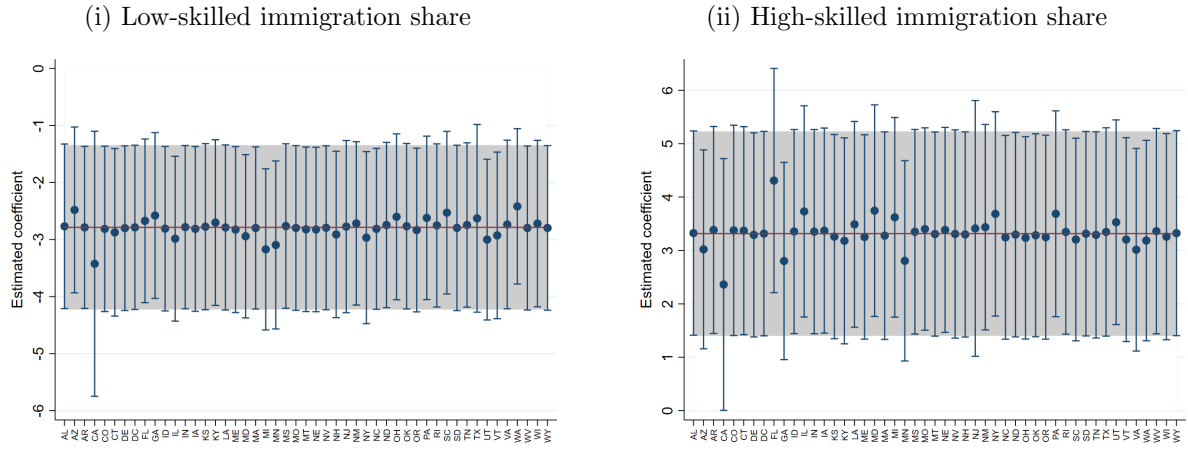 (i) Low-skilled immigration share
Estimated coefficient
0
-1
-2
-3
-4
-5
-6
AL AZ AR CA CO CT DE DC FL GA ID IL IN IA KS KY LA ME MD MA MI MN MS MO MT NE NV NH NJ NM NY NC ND OH OK OR PA RI SC SD TN TX UT VT VA WA WV WI WY
(ii) High-skilled immigration share
Estimated coefficient
6
5
4
3
2
1
0
AL AZ AR CA CO CT DE DC FL GA ID IL IN IA KS KY LA ME MD MA MI MN MS MO MT NE NV NH NJ NM NY NC ND OH OK OR PA RI SC SD TN TX UT VT VA WA WV WI WY